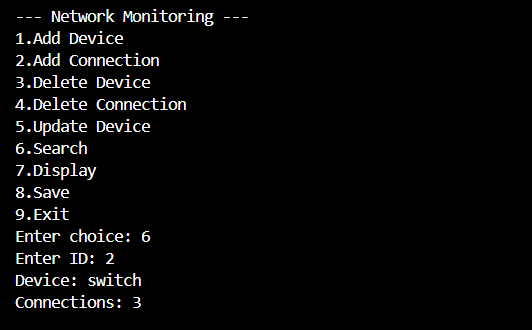 --- Network Monitoring ---
1.Add Device
2.Add Connection
3.Delete Device
4.Delete Connection
5.Update Device
6.Search
7.Display
8.Save
9.Exit
Enter choice: 6
Enter ID: 2
Device: switch
Connections: 3